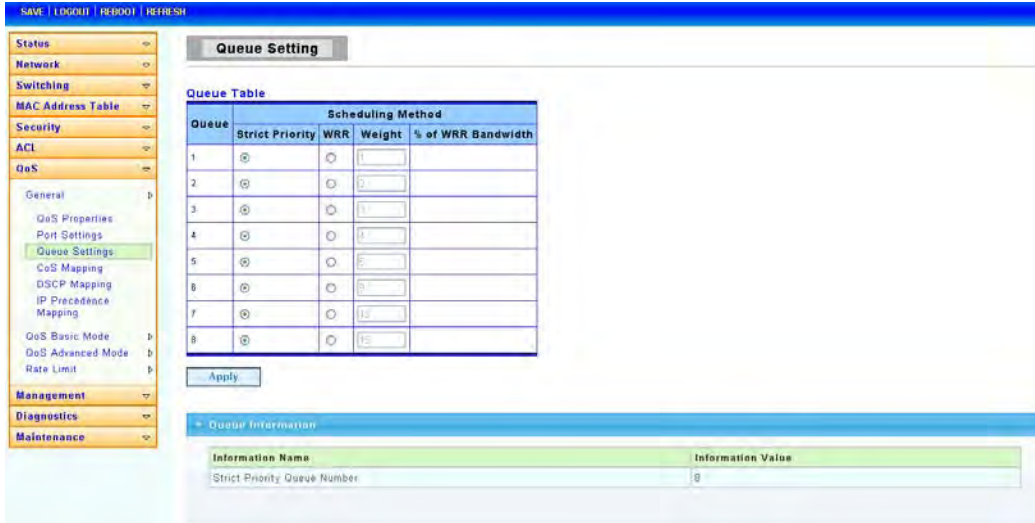 SAVE | LOGOUT | REBOOT | REFRESH
Status
Network
Switching
MAC Address Table
Security
ACL
QoS
General
QoS Properties
Port Settings
Queue Settings
CoS Mapping
DSCP Mapping
IP Precedence
Mapping
QoS Basic Mode
QoS Advanced Mode
Rate Limit
Management
Diagnostics
Maintenance
Queue Setting
Queue Table
Queue Scheduling Method
Strict Priority WRR Weight % of WRR Bandwidth
1 1
2 2
3
4 4
5
6
7 15
8 15
Apply
Queue Information
Information Name Information Value
Strict Priority Queue Number 8